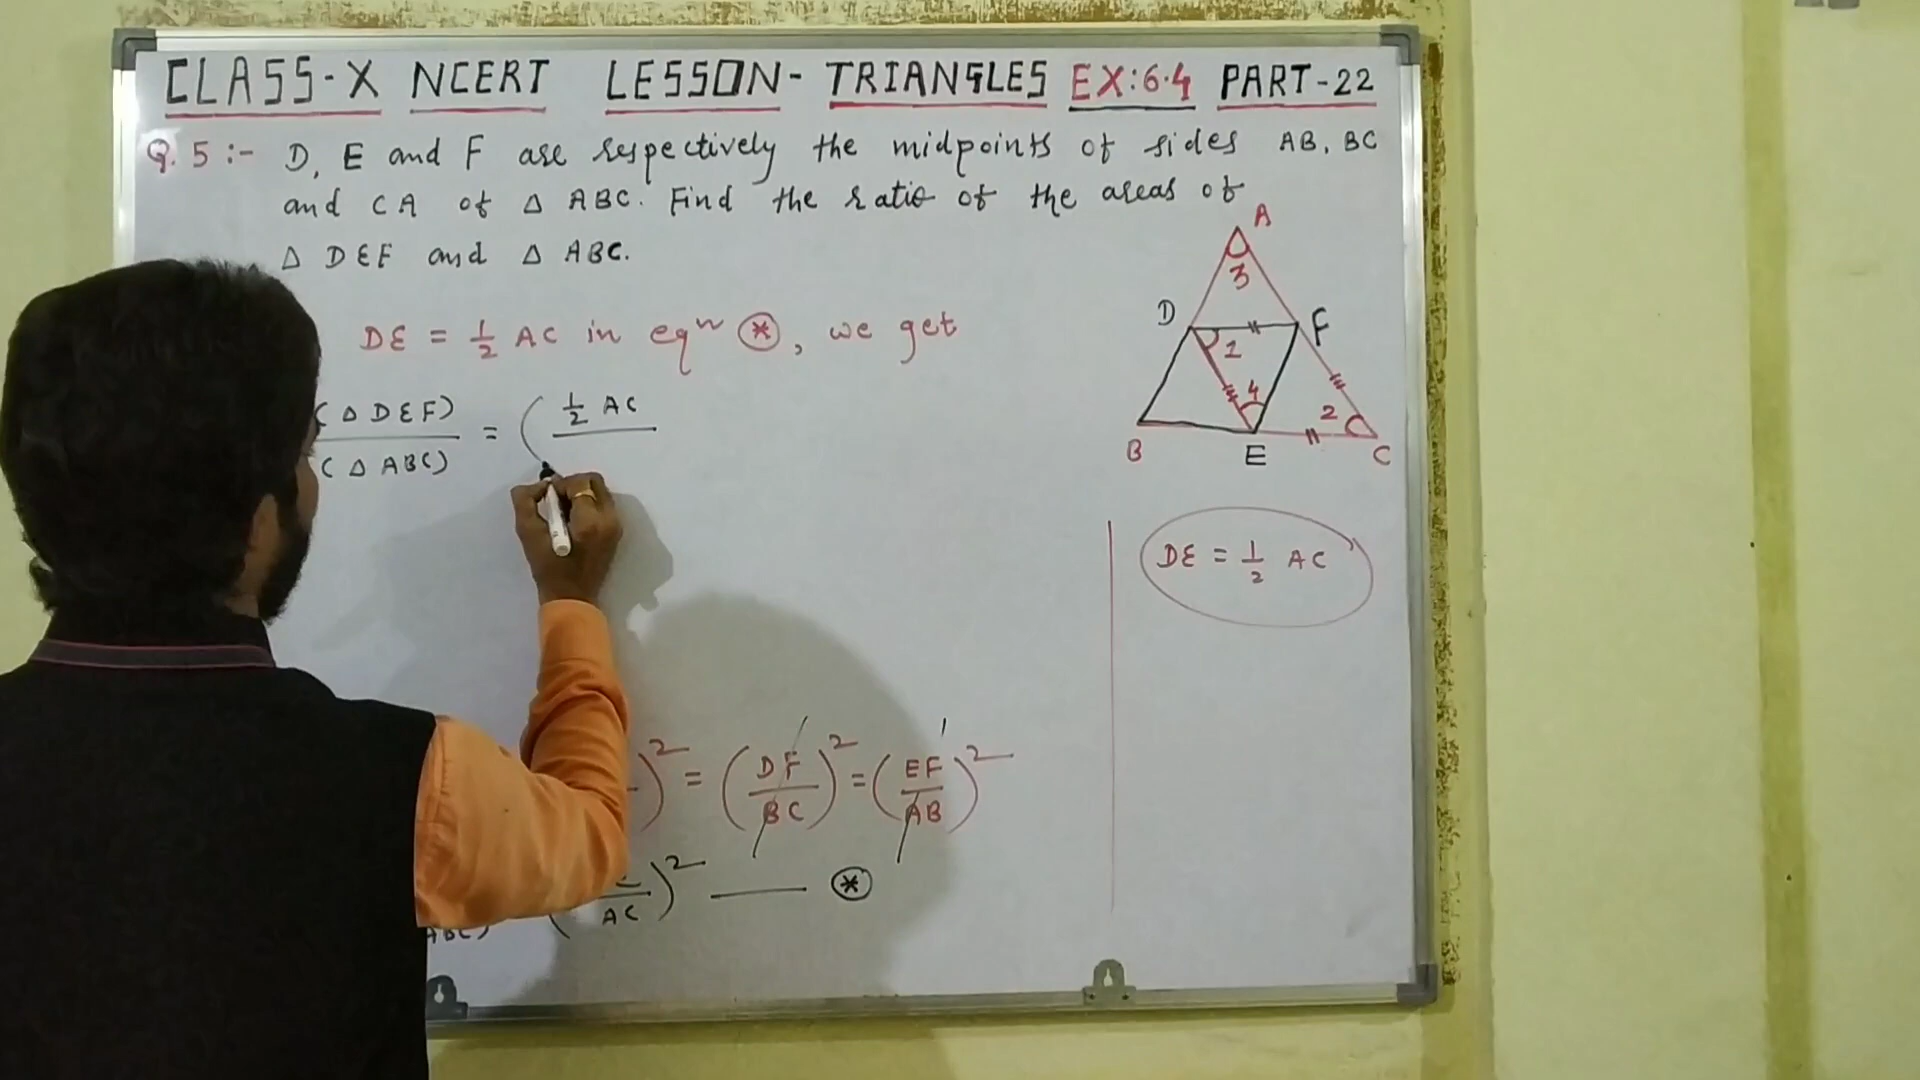 CLASS-X NCERT LESSON- TRIANGLES EX:6.4 PART-22
Q.5:- D, E and F are respectively the midpoints of sides AB, BC
and CA of △ ABC. Find the ratio of the areas of
△ DEF and △ ABC.
A
3
D
F
1
4
2
B
E
C
DE = 1/2 AC in eqn ⊛, we get
(△ DEF) / (△ ABC) = ( 1/2 AC
DE = 1/2 AC
)² = (DF/BC)² = (EF/AB)²
AC )² —— ⊛
ABC)